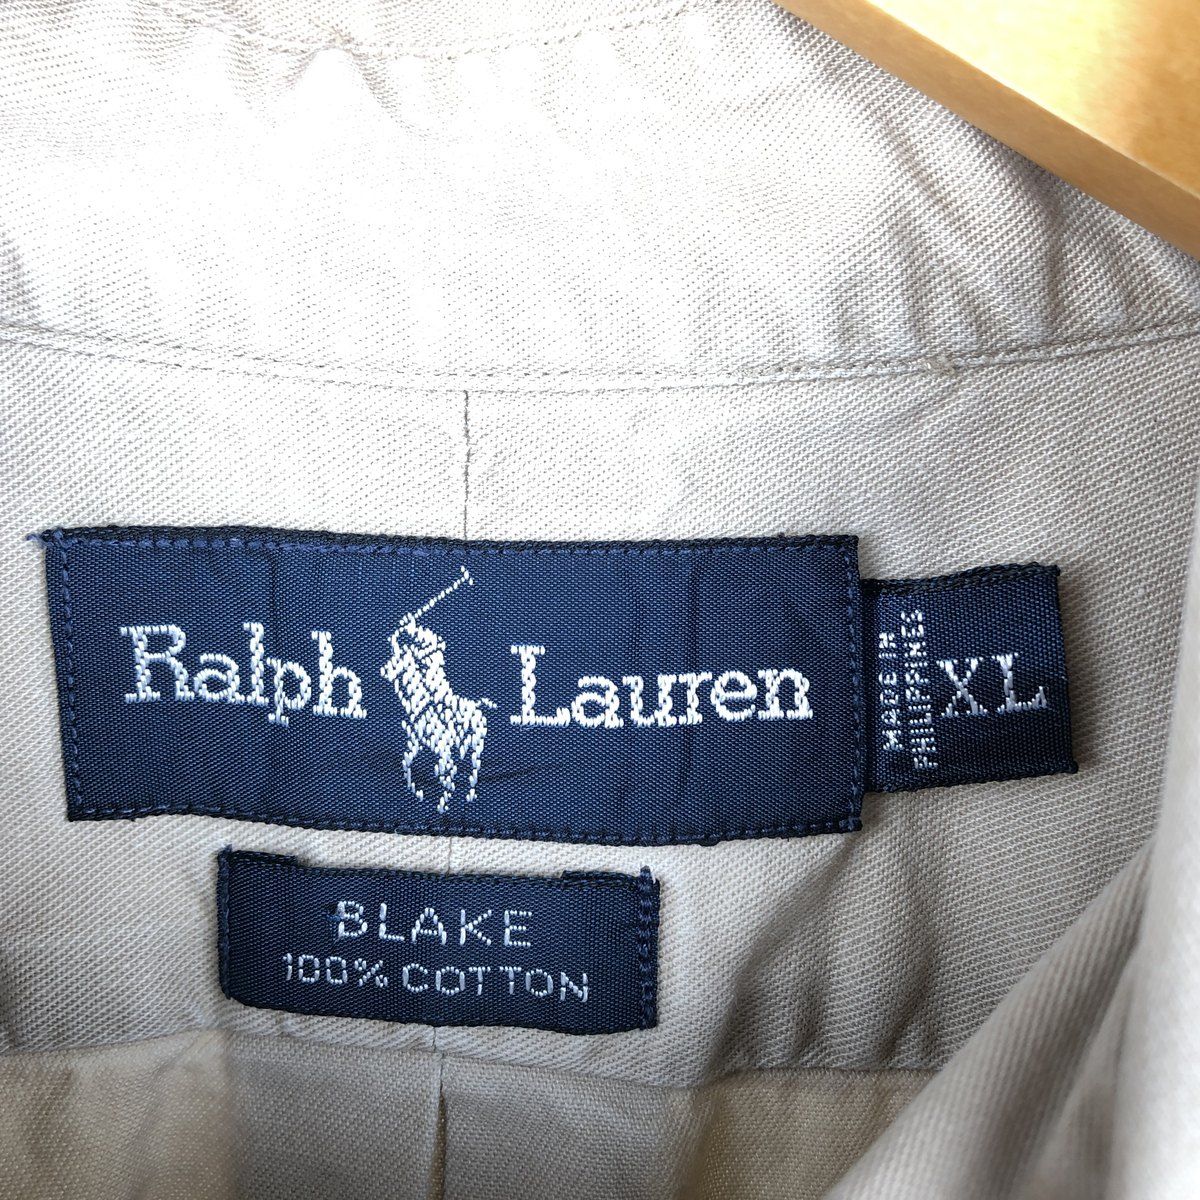 Ralph Lauren
MADE IN
PHILIPPINES
XL
BLAKE
100% COTTON